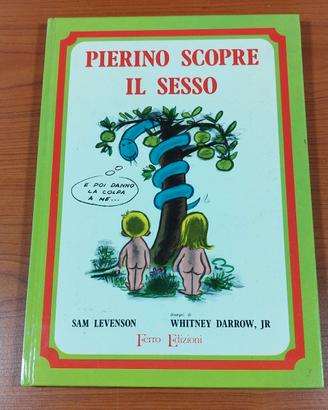 PIERINO SCOPRE
IL SESSO
E POI DANNO
LA COLPA
A ME...
SAM LEVENSON
Disegni di
WHITNEY DARROW, JR
Ferro Edizioni